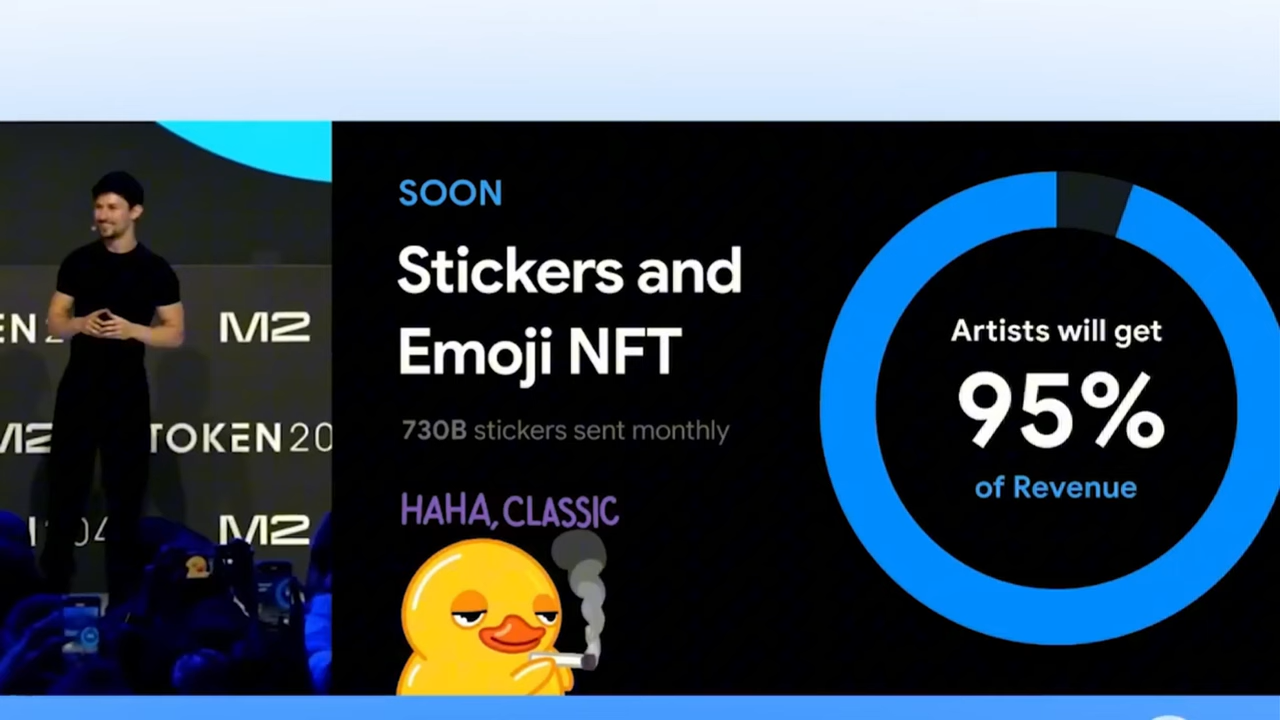 M2
M2
TOKEN20
M2
SOON
Stickers and
Emoji NFT
730B stickers sent monthly
HAHA, CLASSIC
Artists will get
95%
of Revenue